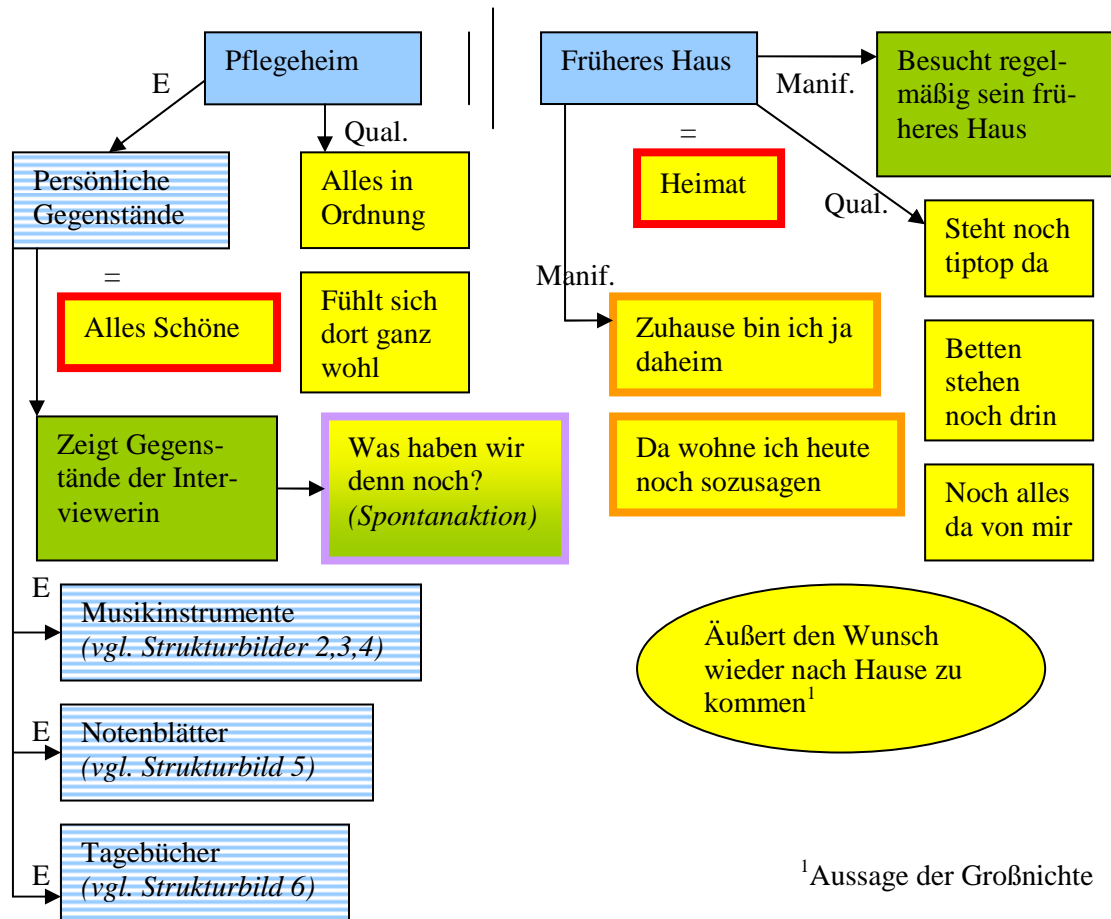 Pflegeheim
E
Qual.
Persönliche
Gegenstände
Alles in
Ordnung
=
Alles Schöne
Fühlt sich
dort ganz
wohl
Zeigt Gegens-
tände der Inter-
viewerin
Was haben wir
denn noch?
(Spontanaktion)
E
Musikinstrumente
(vgl. Strukturbilder 2,3,4)
E
Notenblätter
(vgl. Strukturbild 5)
E
Tagebücher
(vgl. Strukturbild 6)
Früheres Haus
Manif.
Besucht regel-
mäßig sein frü-
heres Haus
=
Heimat
Qual.
Steht noch
tiptop da
Manif.
Zuhause bin ich ja
daheim
Betten
stehen
noch drin
Da wohne ich heute
noch sozusagen
Noch alles
da von mir
Äußert den Wunsch
wieder nach Hause zu
kommen¹
¹Aussage der Großnichte